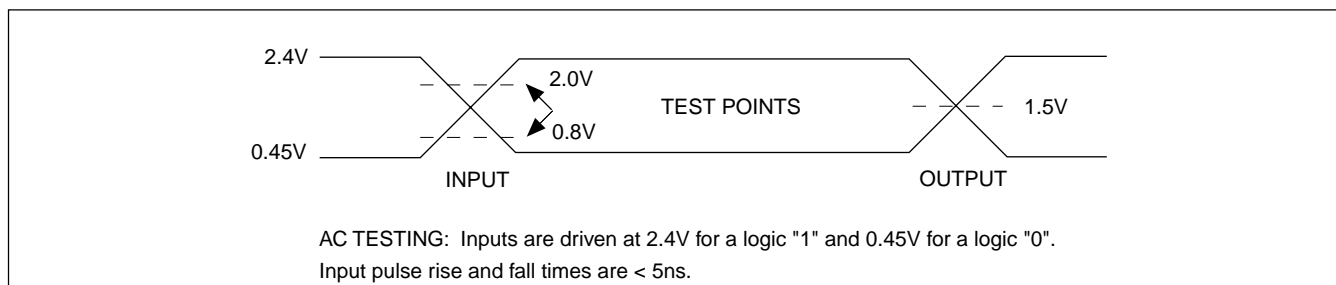 2.4V
2.0V
TEST POINTS
1.5V
0.8V
0.45V
INPUT
OUTPUT
AC TESTING: Inputs are driven at 2.4V for a logic "1" and 0.45V for a logic "0".
Input pulse rise and fall times are < 5ns.